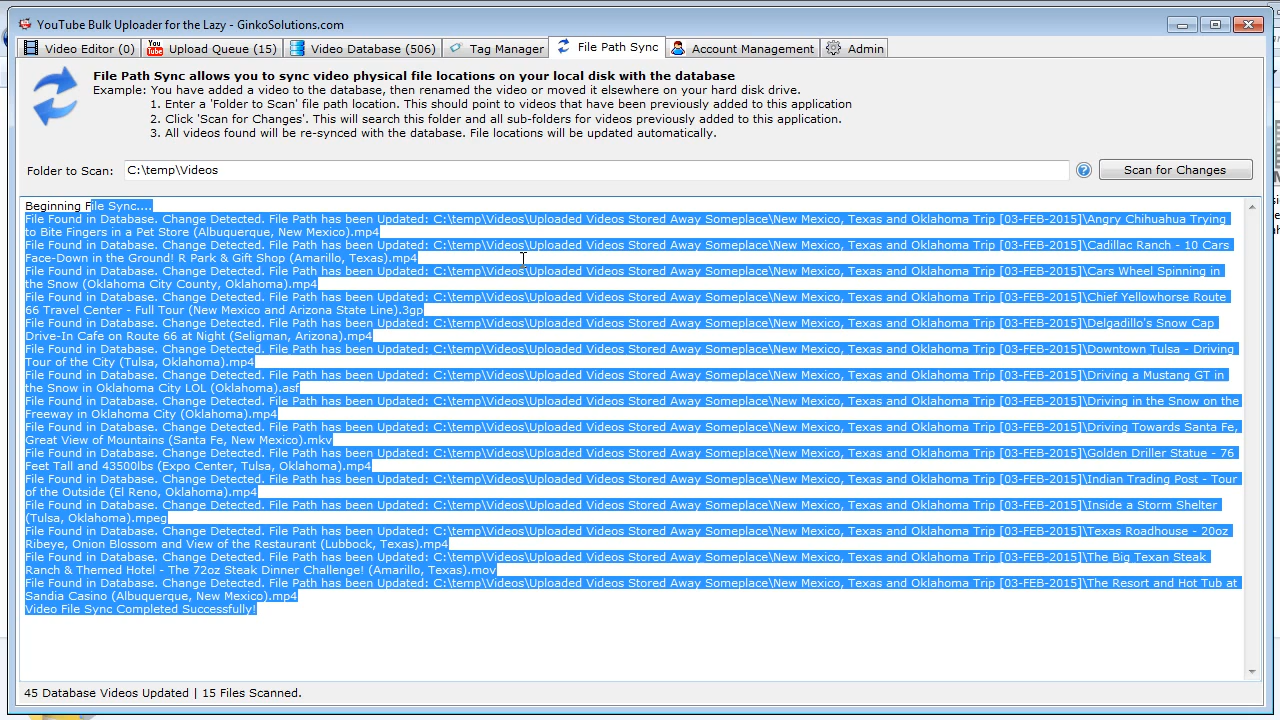 YouTube Bulk Uploader for the Lazy - GinkoSolutions.com
Video Editor (0) You Tube Upload Queue (15) Video Database (506) Tag Manager File Path Sync Account Management Admin
File Path Sync allows you to sync video physical file locations on your local disk with the database
Example: You have added a video to the database, then renamed the video or moved it elsewhere on your hard disk drive.
1. Enter a 'Folder to Scan' file path location. This should point to videos that have been previously added to this application
2. Click 'Scan for Changes'. This will search this folder and all sub-folders for videos previously added to this application.
3. All videos found will be re-synced with the database. File locations will be updated automatically.
Folder to Scan: C:\temp\Videos ? Scan for Changes
Beginning File Sync....
File Found in Database. Change Detected. File Path has been Updated: C:\temp\Videos\Uploaded Videos Stored Away Someplace\New Mexico, Texas and Oklahoma Trip [03-FEB-2015]\Angry Chihuahua Trying
to Bite Fingers in a Pet Store (Albuquerque, New Mexico).mp4
File Found in Database. Change Detected. File Path has been Updated: C:\temp\Videos\Uploaded Videos Stored Away Someplace\New Mexico, Texas and Oklahoma Trip [03-FEB-2015]\Cadillac Ranch - 10 Cars
Face-Down in the Ground! R Park & Gift Shop (Amarillo, Texas).mp4
File Found in Database. Change Detected. File Path has been Updated: C:\temp\Videos\Uploaded Videos Stored Away Someplace\New Mexico, Texas and Oklahoma Trip [03-FEB-2015]\Cars Wheel Spinning in
the Snow (Oklahoma City County, Oklahoma).mp4
File Found in Database. Change Detected. File Path has been Updated: C:\temp\Videos\Uploaded Videos Stored Away Someplace\New Mexico, Texas and Oklahoma Trip [03-FEB-2015]\Chief Yellowhorse Route
66 Travel Center - Full Tour (New Mexico and Arizona State Line).3gp
File Found in Database. Change Detected. File Path has been Updated: C:\temp\Videos\Uploaded Videos Stored Away Someplace\New Mexico, Texas and Oklahoma Trip [03-FEB-2015]\Delgadillo's Snow Cap
Drive-In Cafe on Route 66 at Night (Seligman, Arizona).mp4
File Found in Database. Change Detected. File Path has been Updated: C:\temp\Videos\Uploaded Videos Stored Away Someplace\New Mexico, Texas and Oklahoma Trip [03-FEB-2015]\Downtown Tulsa - Driving
Tour of the City (Tulsa, Oklahoma).mp4
File Found in Database. Change Detected. File Path has been Updated: C:\temp\Videos\Uploaded Videos Stored Away Someplace\New Mexico, Texas and Oklahoma Trip [03-FEB-2015]\Driving a Mustang GT in
the Snow in Oklahoma City LOL (Oklahoma).asf
File Found in Database. Change Detected. File Path has been Updated: C:\temp\Videos\Uploaded Videos Stored Away Someplace\New Mexico, Texas and Oklahoma Trip [03-FEB-2015]\Driving in the Snow on the
Freeway in Oklahoma City (Oklahoma).mp4
File Found in Database. Change Detected. File Path has been Updated: C:\temp\Videos\Uploaded Videos Stored Away Someplace\New Mexico, Texas and Oklahoma Trip [03-FEB-2015]\Driving Towards Santa Fe,
Great View of Mountains (Santa Fe, New Mexico).mkv
File Found in Database. Change Detected. File Path has been Updated: C:\temp\Videos\Uploaded Videos Stored Away Someplace\New Mexico, Texas and Oklahoma Trip [03-FEB-2015]\Golden Driller Statue - 76
Feet Tall and 43500lbs (Expo Center, Tulsa, Oklahoma).mp4
File Found in Database. Change Detected. File Path has been Updated: C:\temp\Videos\Uploaded Videos Stored Away Someplace\New Mexico, Texas and Oklahoma Trip [03-FEB-2015]\Indian Trading Post - Tour
of the Outside (El Reno, Oklahoma).mp4
File Found in Database. Change Detected. File Path has been Updated: C:\temp\Videos\Uploaded Videos Stored Away Someplace\New Mexico, Texas and Oklahoma Trip [03-FEB-2015]\Inside a Storm Shelter
(Tulsa, Oklahoma).mpeg
File Found in Database. Change Detected. File Path has been Updated: C:\temp\Videos\Uploaded Videos Stored Away Someplace\New Mexico, Texas and Oklahoma Trip [03-FEB-2015]\Texas Roadhouse - 20oz
Ribeye, Onion Blossom and View of the Restaurant (Lubbock, Texas).mp4
File Found in Database. Change Detected. File Path has been Updated: C:\temp\Videos\Uploaded Videos Stored Away Someplace\New Mexico, Texas and Oklahoma Trip [03-FEB-2015]\The Big Texan Steak
Ranch & Themed Hotel - The 72oz Steak Dinner Challenge! (Amarillo, Texas).mov
File Found in Database. Change Detected. File Path has been Updated: C:\temp\Videos\Uploaded Videos Stored Away Someplace\New Mexico, Texas and Oklahoma Trip [03-FEB-2015]\The Resort and Hot Tub at
Sandia Casino (Albuquerque, New Mexico).mp4
Video File Sync Completed Successfully!
45 Database Videos Updated | 15 Files Scanned.